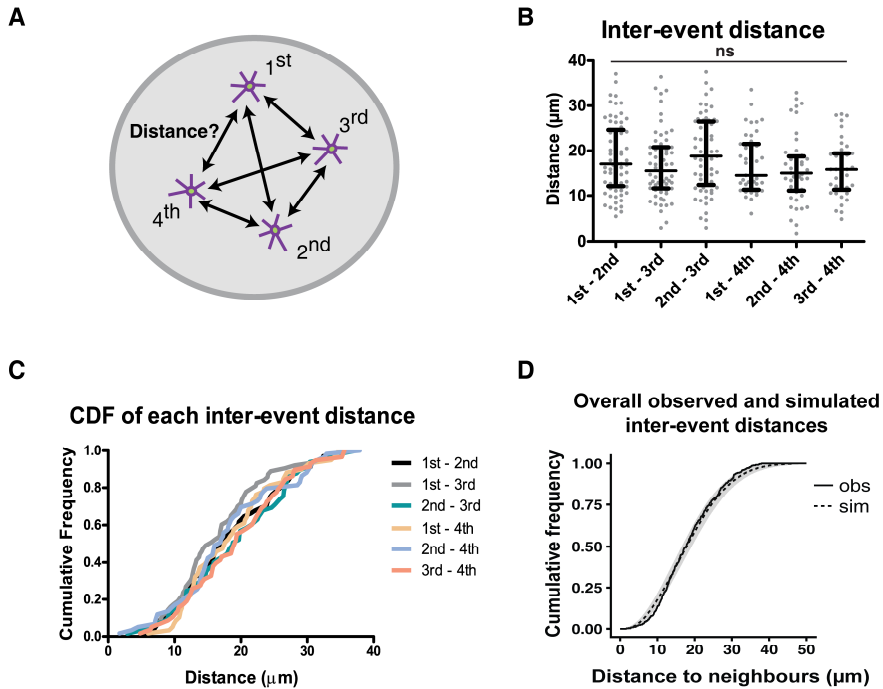 A
1st
Distance?
3rd
4th
2nd
B
Inter-event distance
ns
Distance (µm)
40
30
20
10
0
1st - 2nd
1st - 3rd
2nd - 3rd
1st - 4th
2nd - 4th
3rd - 4th
C
CDF of each inter-event distance
Cumulative Frequency
1.0
0.8
0.6
0.4
0.2
0.0
0 10 20 30 40
Distance (µm)
1st - 2nd
1st - 3rd
2nd - 3rd
1st - 4th
2nd - 4th
3rd - 4th
D
Overall observed and simulated
inter-event distances
Cumulative frequency
1.00
0.75
0.50
0.25
0.00
0 10 20 30 40 50
Distance to neighbours (µm)
obs
sim